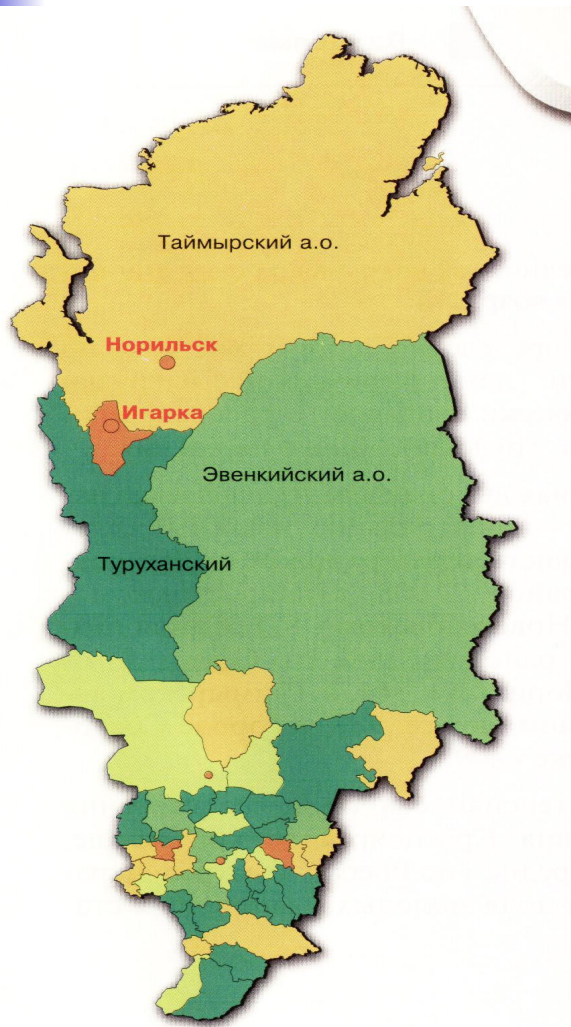 Таймырский а.о.
Норильск
Игарка
Эвенкийский а.о.
Туруханский